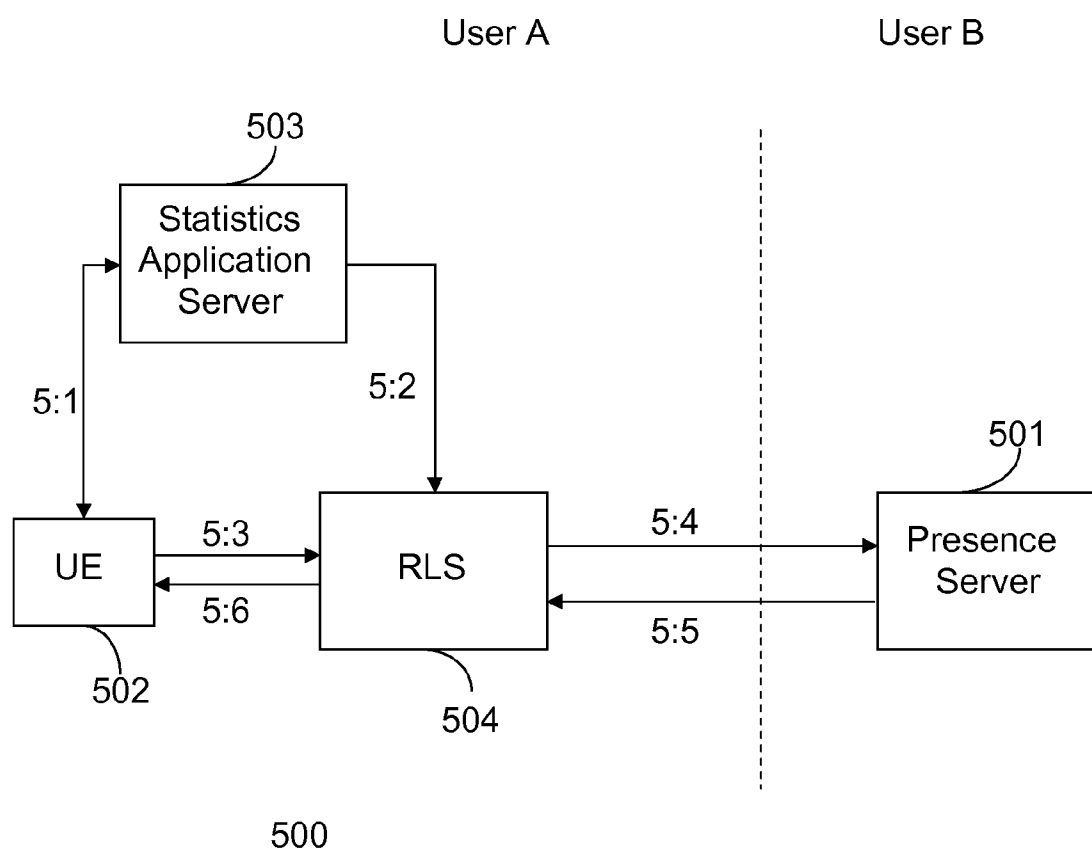 User A
User B
503
Statistics
Application
Server
5:1
5:2
501
UE
5:3
5:6
RLS
5:4
5:5
Presence
Server
502
504
500